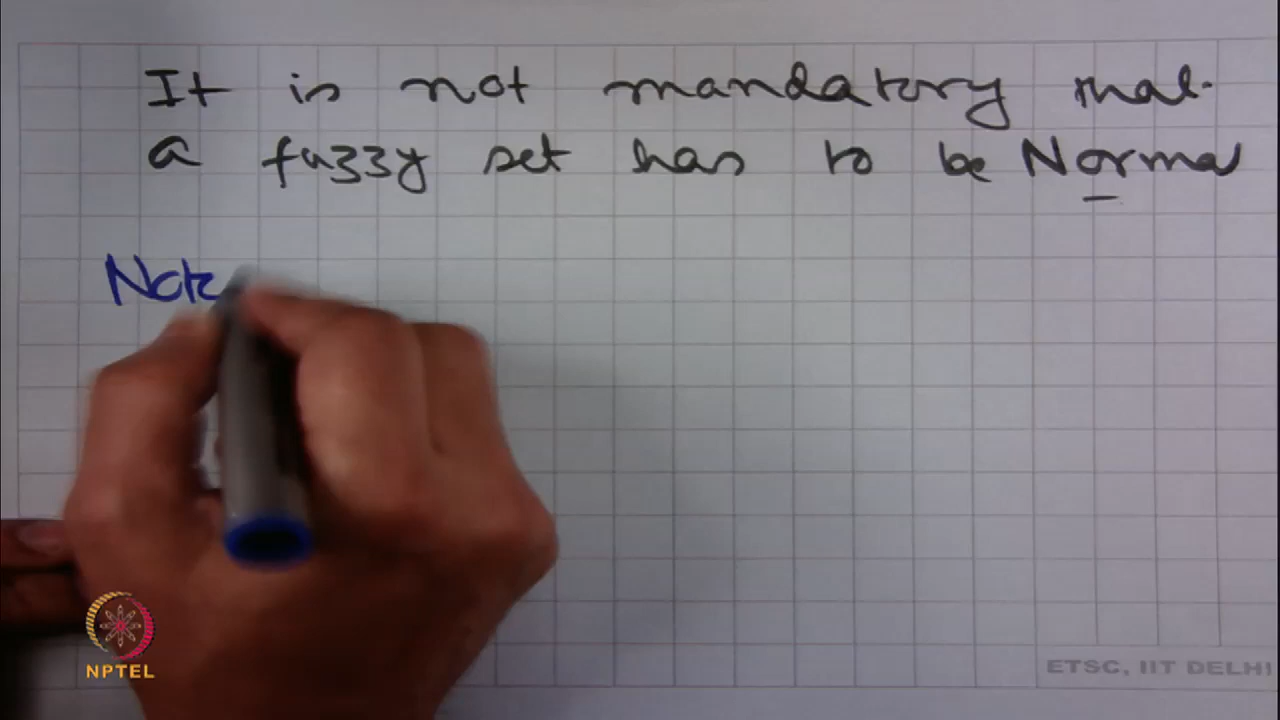 It is not mandatory that
a fuzzy set has to be Normal
Note
NPTEL
ETSC, IIT DELHI